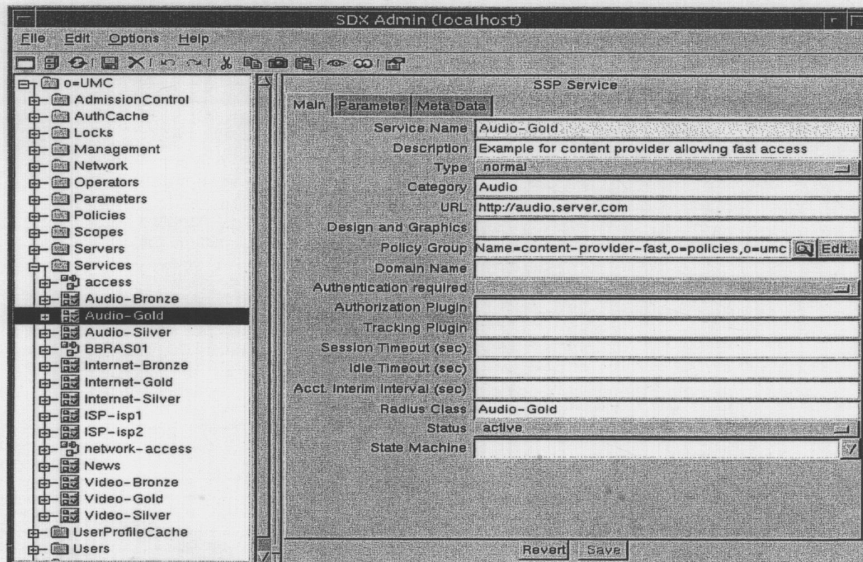 SDX Admin (localhost)
File Edit Options Help
o=UMC
AdmissionControl
AuthCache
Locks
Management
Network
Operators
Parameters
Policies
Scopes
Servers
Services
access
Audio-Bronze
Audio-Gold
Audio-Silver
BBRAS01
Internet-Bronze
Internet-Gold
Internet-Silver
ISP-isp1
ISP-isp2
network-access
News
Video-Bronze
Video-Gold
Video-Silver
UserProfileCache
Users
SSP Service
Main Parameter Meta Data
Service Name Audio-Gold
Description Example for content provider allowing fast access
Type normal
Category Audio
URL http://audio.server.com
Design and Graphics
Policy Group Name=content-provider-fast,o=policies,o=umc Edit...
Domain Name
Authentication required
Authorization Plugin
Tracking Plugin
Session Timeout (sec)
Idle Timeout (sec)
Acct. Interim Interval (sec)
Radius Class Audio-Gold
Status active
State Machine
Revert Save